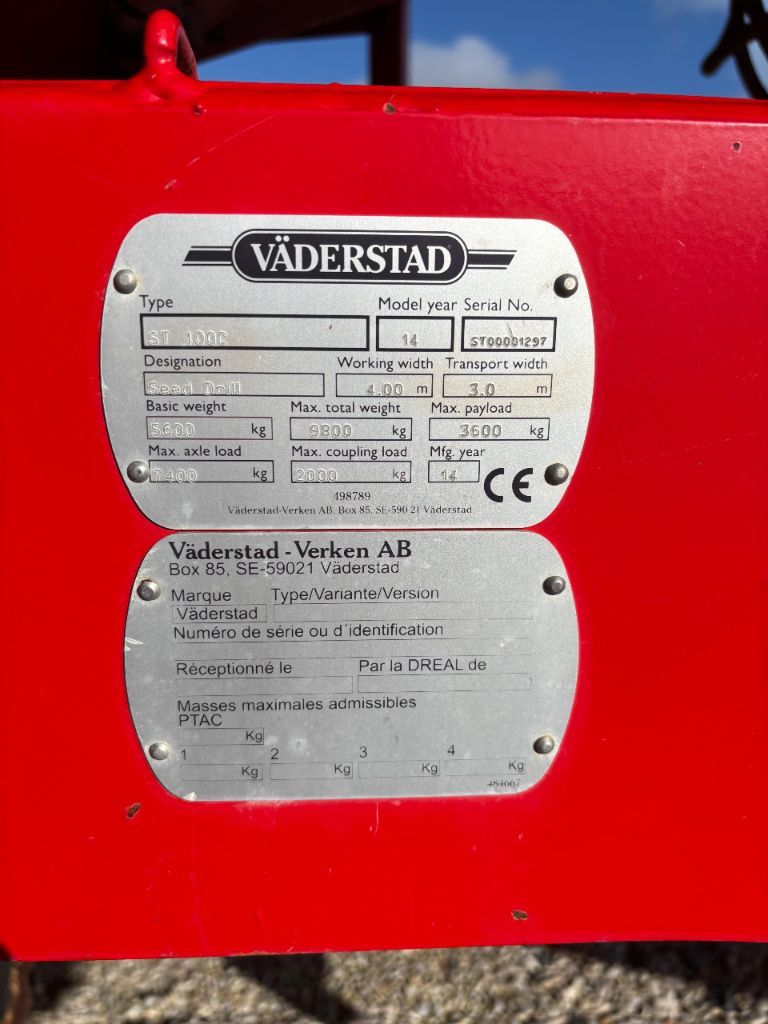 VÄDERSTAD
Type Model year Serial No.
ST 400C 14 ST00001297
Designation Working width Transport width
Seed Drill 4.00 m 3.0 m
Basic weight Max. total weight Max. payload
5600 kg 9800 kg 3600 kg
Max. axle load Max. coupling load Mfg. year
7400 kg 2000 kg 14 CE
498789
Väderstad-Verken AB, Box 85, SE-590 21 Väderstad
Väderstad - Verken AB
Box 85, SE-59021 Väderstad
Marque Type/Variante/Version
Väderstad
Numéro de série ou d´identification
Réceptionné le Par la DREAL de
Masses maximales admissibles
PTAC
Kg
1 2 3 4
Kg Kg Kg Kg
484667